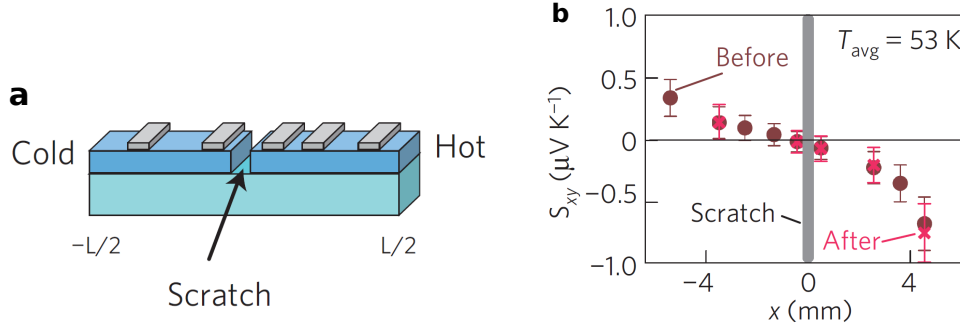 a
Cold
Hot
−L/2
L/2
Scratch
b
1.0
0.5
0
−0.5
−1.0
S_xy (μV K⁻¹)
T_avg = 53 K
Before
Scratch
After
−4
0
4
x (mm)